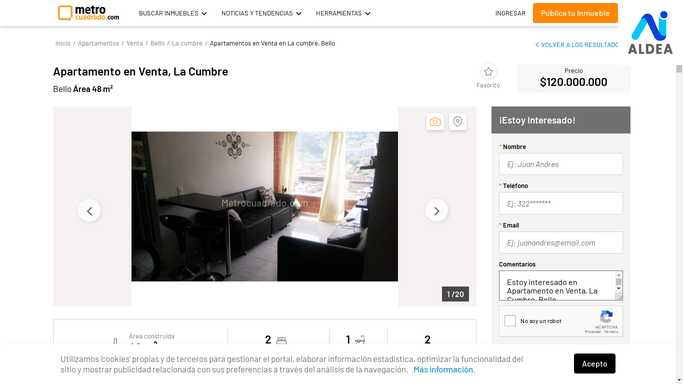 metro
cuadrado.com
BUSCAR INMUEBLES
NOTICIAS Y TENDENCIAS
HERRAMIENTAS
INGRESAR
Publica tu Inmueble
AI
ALDEA
Inicio / Apartamentos / Venta / Bello / La cumbre / Apartamentos en Venta en La cumbre, Bello
VOLVER A LOS RESULTADO
Apartamento en Venta, La Cumbre
Bello Área 48 m²
Favorito
Precio
$120.000.000
Metrocuadrado.com
1 /20
¡Estoy Interesado!
* Nombre
Ej: Juan Andres
* Teléfono
Ej: 322*******
* Email
Ej: juanandres@email.com
Comentarios
Estoy interesado en
Apartamento en Venta, La
Cumbre, Bello
No soy un robot
reCAPTCHA
Privacidad - Términos
Área construida
2
1
2
Utilizamos 'cookies' propias y de terceros para gestionar el portal, elaborar información estadística, optimizar la funcionalidad del
sitio y mostrar publicidad relacionada con sus preferencias a través del análisis de la navegación. Más información.
Acepto